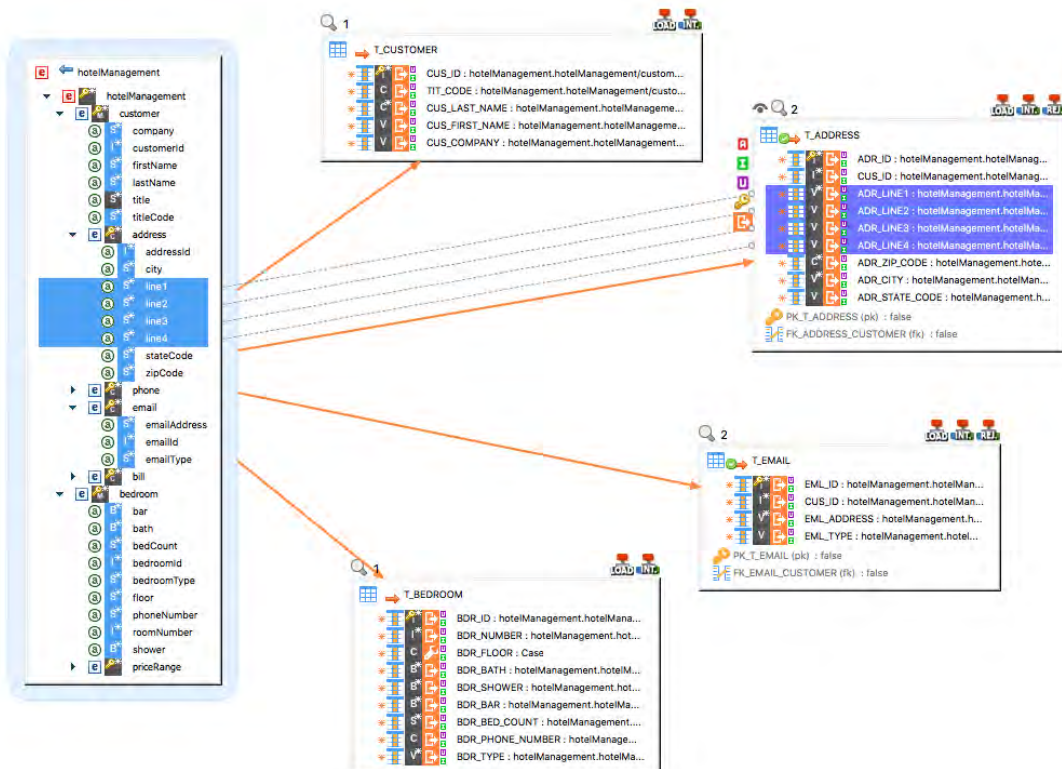 hotelManagement
e hotelManagement
e customer
a company
a customerId
a firstName
a lastName
a title
a titleCode
e address
a addressId
a city
a line1
a line2
a line3
a line4
a stateCode
a zipCode
e phone
e email
a emailAddress
a emailId
a emailType
e bill
e bedroom
a bar
a bath
a bedCount
a bedroomId
a bedroomType
a floor
a phoneNumber
a roomNumber
a shower
e priceRange
1
LOAD INT.
T_CUSTOMER
CUS_ID : hotelManagement.hotelManagement/custom...
TIT_CODE : hotelManagement.hotelManagement/custo...
CUS_LAST_NAME : hotelManagement.hotelManageme...
CUS_FIRST_NAME : hotelManagement.hotelManageme...
CUS_COMPANY : hotelManagement.hotelManagement...
2
LOAD INT. REJ.
T_ADDRESS
A
I
U
ADR_ID : hotelManagement.hotelManag...
CUS_ID : hotelManagement.hotelManag...
ADR_LINE1 : hotelManagement.hotelMa...
ADR_LINE2 : hotelManagement.hotelMa...
ADR_LINE3 : hotelManagement.hotelMa...
ADR_LINE4 : hotelManagement.hotelMa...
ADR_ZIP_CODE : hotelManagement.hote...
ADR_CITY : hotelManagement.hotelMan...
ADR_STATE_CODE : hotelManagement.h...
PK_T_ADDRESS (pk) : false
FK_ADDRESS_CUSTOMER (fk) : false
2
LOAD INT. REJ.
T_EMAIL
EML_ID : hotelManagement.hotelMan...
CUS_ID : hotelManagement.hotelMan...
EML_ADDRESS : hotelManagement.h...
EML_TYPE : hotelManagement.hotel...
PK_T_EMAIL (pk) : false
FK_EMAIL_CUSTOMER (fk) : false
1
LOAD INT.
T_BEDROOM
BDR_ID : hotelManagement.hotelMana...
BDR_NUMBER : hotelManagement.hot...
BDR_FLOOR : Case
BDR_BATH : hotelManagement.hotelM...
BDR_SHOWER : hotelManagement.hot...
BDR_BAR : hotelManagement.hotelMa...
BDR_BED_COUNT : hotelManagement....
BDR_PHONE_NUMBER : hotelManage...
BDR_TYPE : hotelManagement.hotelMa...